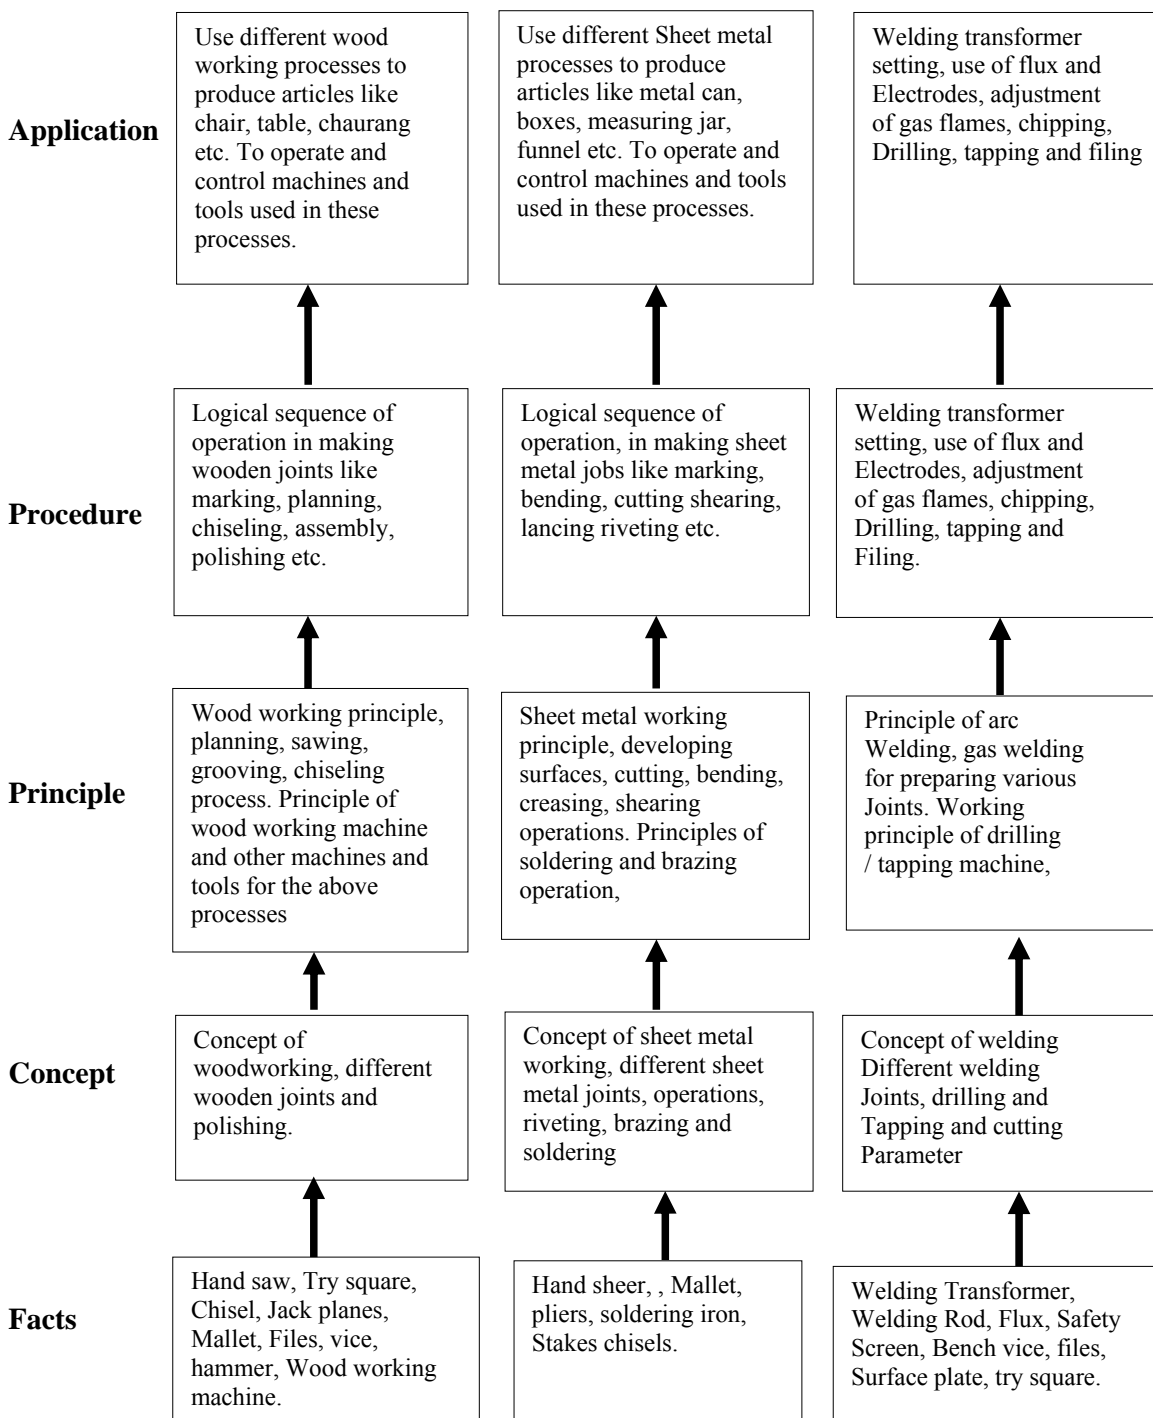 Application
Use different wood
working processes to
produce articles like
chair, table, chaurang
etc. To operate and
control machines and
tools used in these
processes.
Use different Sheet metal
processes to produce
articles like metal can,
boxes, measuring jar,
funnel etc. To operate and
control machines and tools
used in these processes.
Welding transformer
setting, use of flux and
Electrodes, adjustment
of gas flames, chipping,
Drilling, tapping and filing
Procedure
Logical sequence of
operation in making
wooden joints like
marking, planning,
chiseling, assembly,
polishing etc.
Logical sequence of
operation, in making sheet
metal jobs like marking,
bending, cutting shearing,
lancing riveting etc.
Welding transformer
setting, use of flux and
Electrodes, adjustment
of gas flames, chipping,
Drilling, tapping and
Filing.
Principle
Wood working principle,
planning, sawing,
grooving, chiseling
process. Principle of
wood working machine
and other machines and
tools for the above
processes
Sheet metal working
principle, developing
surfaces, cutting, bending,
creasing, shearing
operations. Principles of
soldering and brazing
operation,
Principle of arc
Welding, gas welding
for preparing various
Joints. Working
principle of drilling
/ tapping machine,
Concept
Concept of
woodworking, different
wooden joints and
polishing.
Concept of sheet metal
working, different sheet
metal joints, operations,
riveting, brazing and
soldering
Concept of welding
Different welding
Joints, drilling and
Tapping and cutting
Parameter
Facts
Hand saw, Try square,
Chisel, Jack planes,
Mallet, Files, vice,
hammer, Wood working
machine.
Hand sheer, , Mallet,
pliers, soldering iron,
Stakes chisels.
Welding Transformer,
Welding Rod, Flux, Safety
Screen, Bench vice, files,
Surface plate, try square.